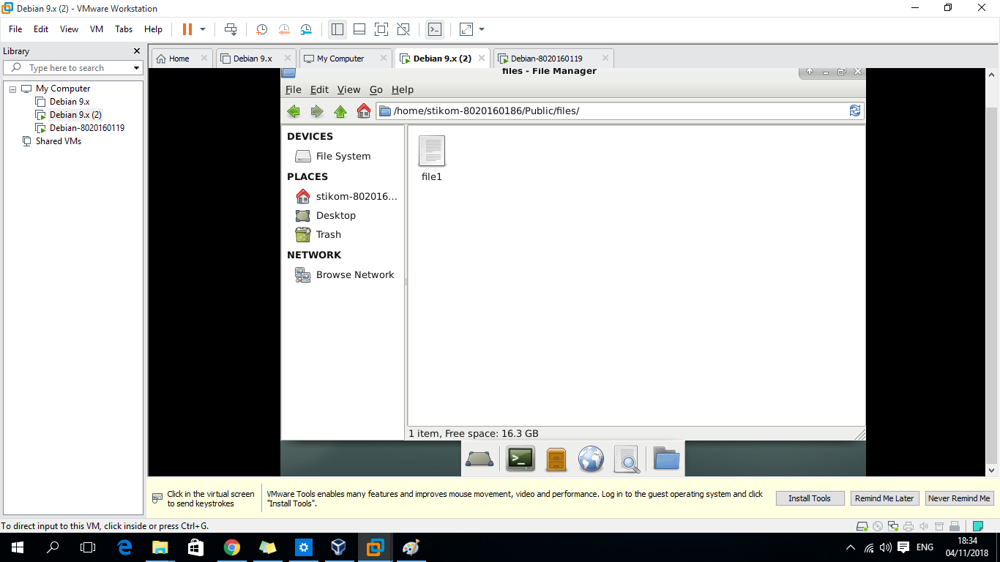 Debian 9.x (2) - VMware Workstation
File Edit View VM Tabs Help
Library
Type here to search
My Computer
Debian 9.x
Debian 9.x (2)
Debian-8020160119
Shared VMs
Home Debian 9.x My Computer Debian 9.x (2) Debian-8020160119
files - File Manager
File Edit View Go Help
/home/stikom-8020160186/Public/files/
DEVICES
File System
PLACES
stikom-802016...
Desktop
Trash
NETWORK
Browse Network
file1
1 item, Free space: 16.3 GB
Click in the virtual screen
to send keystrokes
VMware Tools enables many features and improves mouse movement, video and performance. Log in to the guest operating system and click
"Install Tools".
Install Tools Remind Me Later Never Remind Me
To direct input to this VM, click inside or press Ctrl+G.
ENG
18:34
04/11/2018